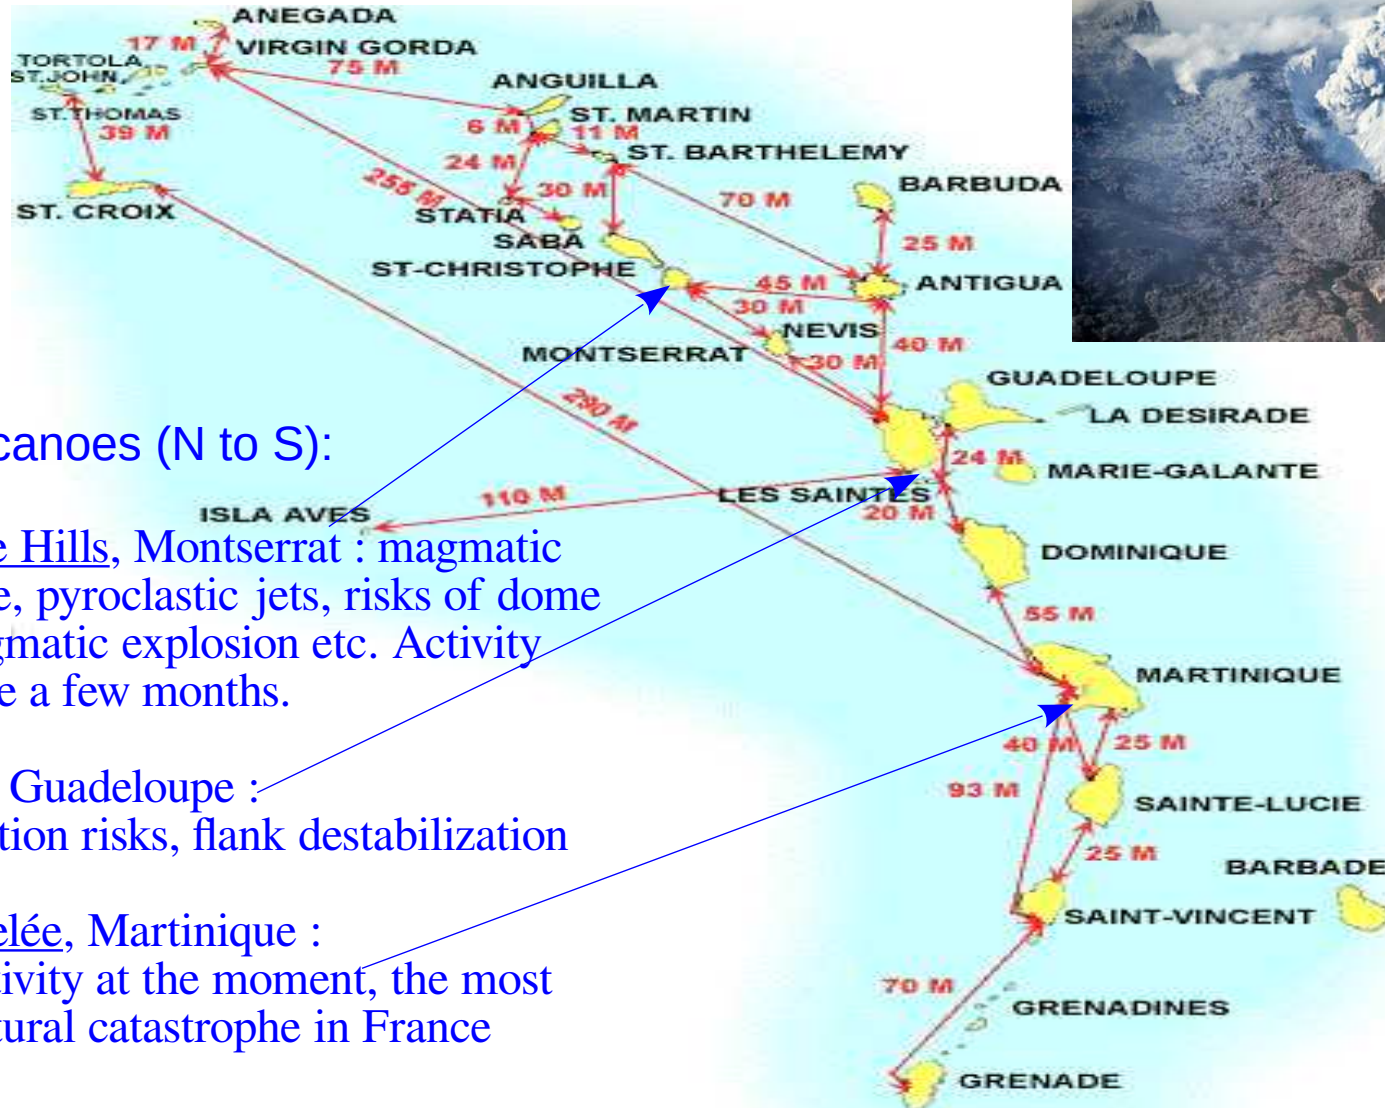 ANEGADA
17 M
VIRGIN GORDA
TORTOLA
ST.JOHN
75 M
ANGUILLA
ST.THOMAS
39 M
ST. MARTIN
6 M
11 M
ST. BARTHELEMY
24 M
255 M
30 M
70 M
BARBUDA
ST. CROIX
STATIA
SABA
25 M
ST-CHRISTOPHE
45 M
ANTIGUA
30 M
NEVIS
MONTSERRAT
30 M
40 M
GUADELOUPE
290 M
LA DESIRADE
canoes (N to S):
24 M
MARIE-GALANTE
110 M
LES SAINTES
ISLA AVES
20 M
e Hills, Montserrat : magmatic
DOMINIQUE
e, pyroclastic jets, risks of dome
55 M
gmatic explosion etc. Activity
e a few months.
MARTINIQUE
40 M
25 M
Guadeloupe :
93 M
SAINTE-LUCIE
tion risks, flank destabilization
25 M
BARBADE
elée, Martinique :
SAINT-VINCENT
tivity at the moment, the most
70 M
tural catastrophe in France
GRENADINES
GRENADE